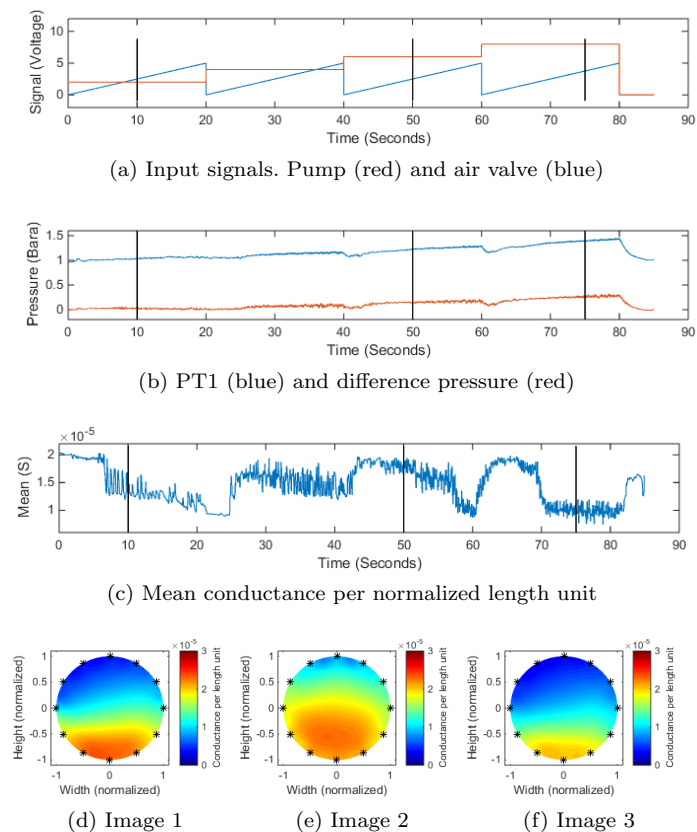 Signal (Voltage)
10
5
0
0 10 20 30 40 50 60 70 80 90
Time (Seconds)
(a) Input signals. Pump (red) and air valve (blue)
Pressure (Bara)
1.5
1
0.5
0
0 10 20 30 40 50 60 70 80 90
Time (Seconds)
(b) PT1 (blue) and difference pressure (red)
× 10⁻⁵
Mean (S)
2
1.5
1
0 10 20 30 40 50 60 70 80 90
Time (Seconds)
(c) Mean conductance per normalized length unit
Height (normalized)
1
0.5
0
-0.5
-1
-1 0 1
Width (normalized)
× 10⁻⁵
3
2
1
0
Conductance per length unit
(d) Image 1
Height (normalized)
1
0.5
0
-0.5
-1
-1 0 1
Width (normalized)
× 10⁻⁵
3
2
1
0
Conductance per length unit
(e) Image 2
Height (normalized)
1
0.5
0
-0.5
-1
-1 0 1
Width (normalized)
× 10⁻⁵
3
2
1
0
Conductance per length unit
(f) Image 3